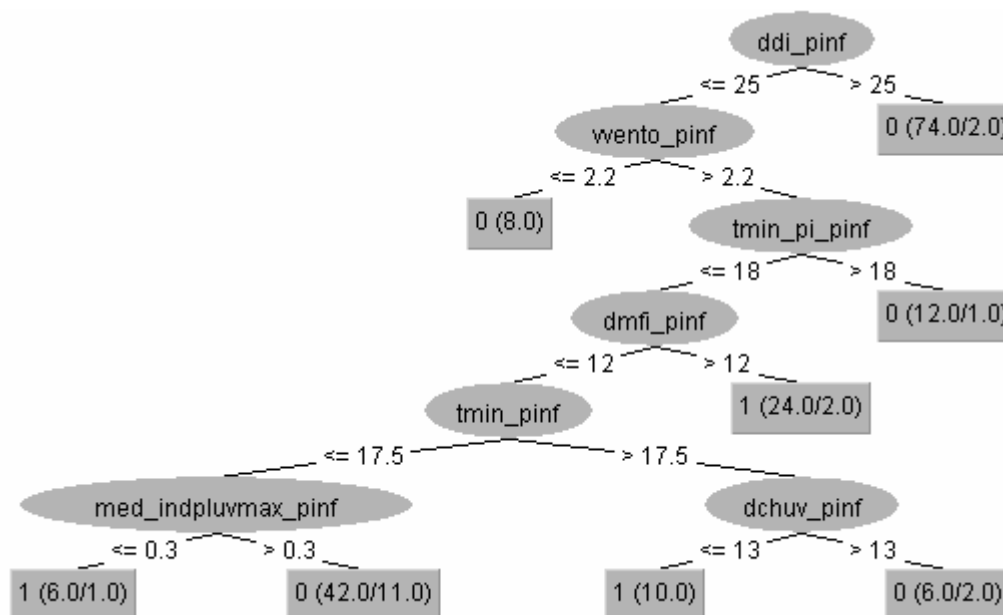 ddi_pinf
<= 25 > 25
vvento_pinf 0 (74.0/2.0)
<= 2.2 > 2.2
0 (8.0) tmin_pi_pinf
<= 18 > 18
dmfi_pinf 0 (12.0/1.0)
<= 12 > 12
tmin_pinf 1 (24.0/2.0)
<= 17.5 > 17.5
med_indpluvmax_pinf dchuv_pinf
<= 0.3 > 0.3 <= 13 > 13
1 (6.0/1.0) 0 (42.0/11.0) 1 (10.0) 0 (6.0/2.0)